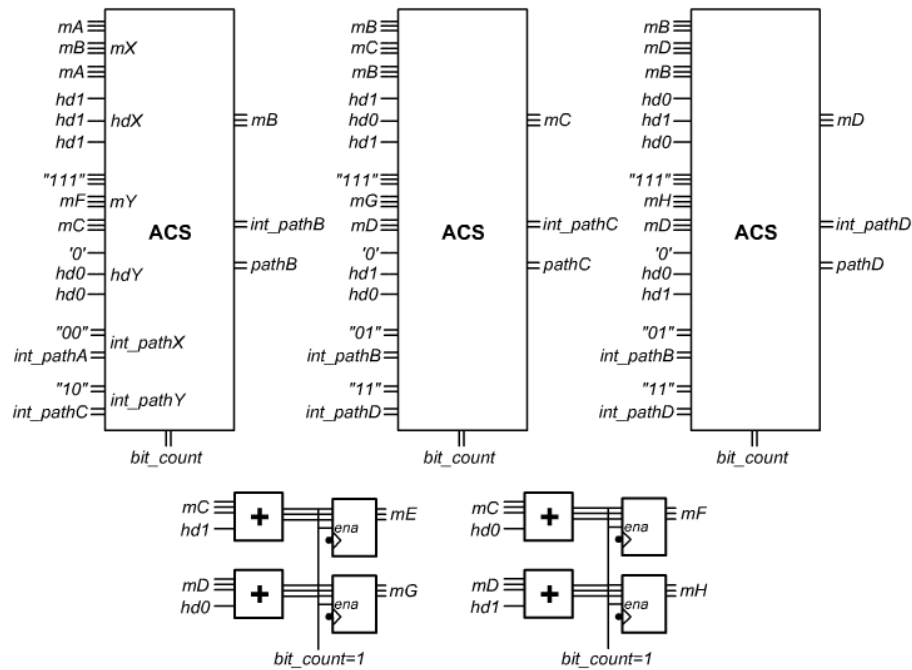 mA
mB mX
mA
hd1
hd1 hdX mB
hd1
"111"
mF mY
mC ACS int_pathB
'0' pathB
hd0 hdY
hd0
"00"
int_pathX
int_pathA
"10"
int_pathY
int_pathC
bit_count
mB
mC
mB
hd1
hd0 mC
hd1
"111"
mG
mD ACS int_pathC
'0' pathC
hd1
hd0
"01"
int_pathB
"11"
int_pathD
bit_count
mB
mD
mB
hd0
hd1 mD
hd0
"111"
mH
mD ACS int_pathD
'0' pathD
hd0
hd1
"01"
int_pathB
"11"
int_pathD
bit_count
mC + mE
hd1 ena
mD + mG
hd0 ena
bit_count=1
mC + mF
hd0 ena
mD + mH
hd1 ena
bit_count=1